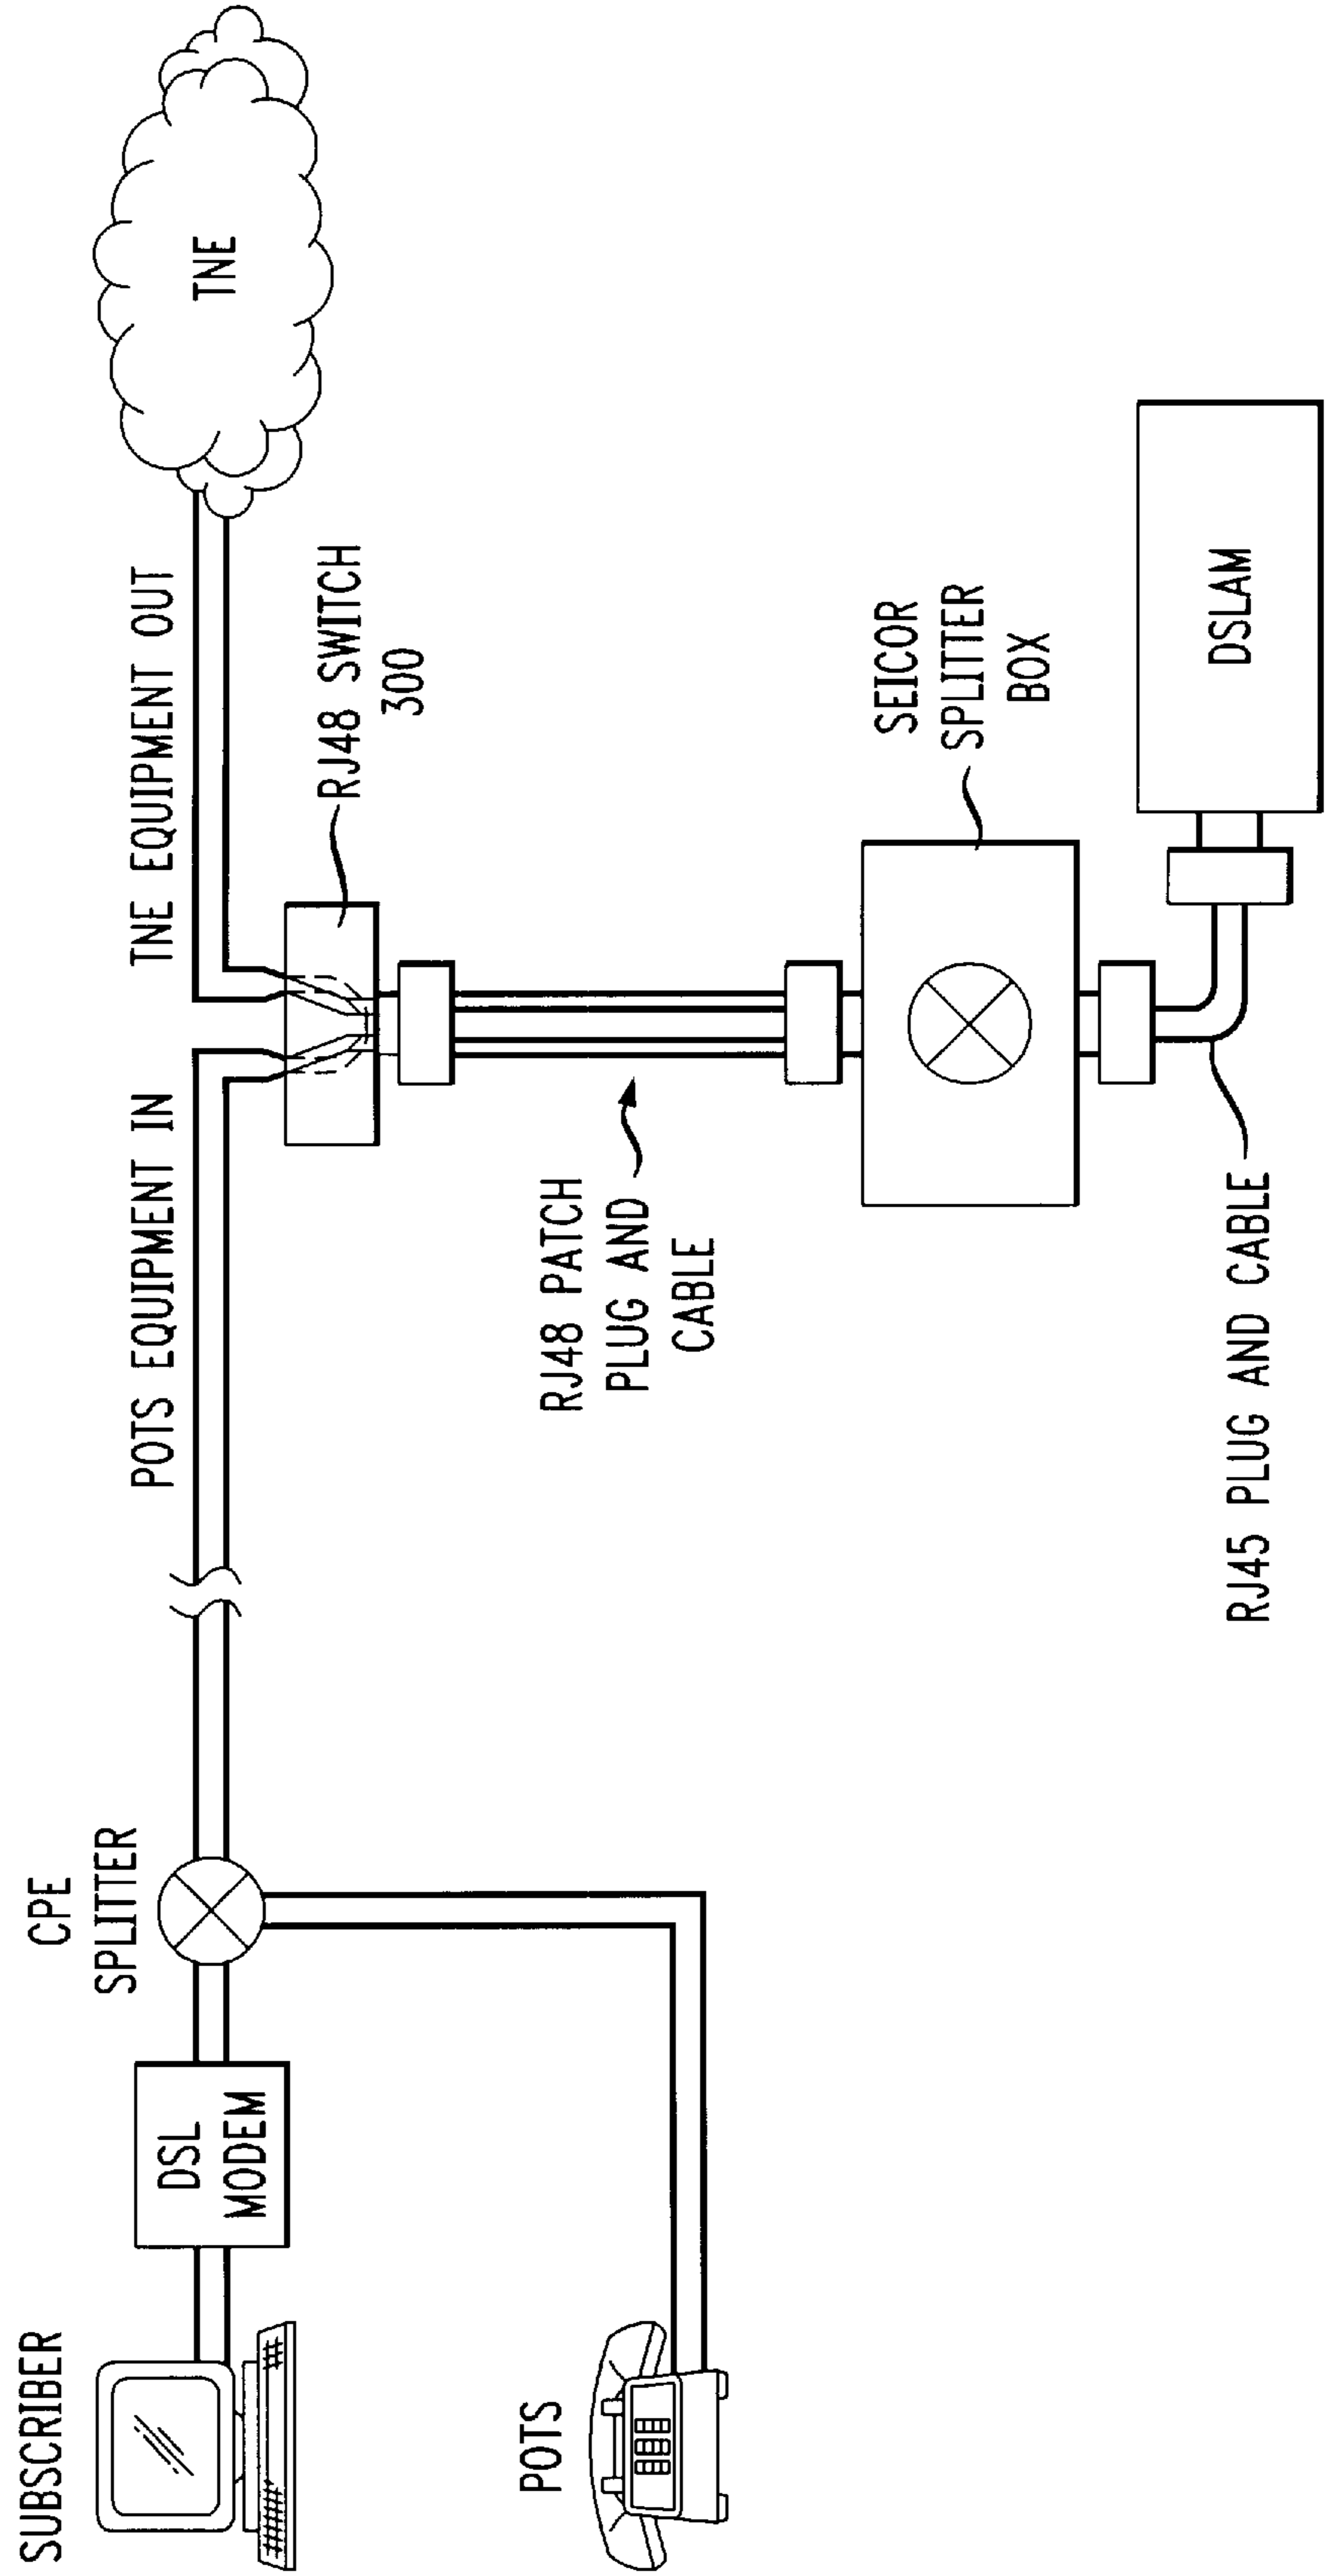 SUBSCRIBER
DSL
MODEM
CPE
SPLITTER
POTS
POTS EQUIPMENT IN
TNE EQUIPMENT OUT
TNE
RJ48 SWITCH
300
RJ48 PATCH
PLUG AND
CABLE
SEICOR
SPLITTER
BOX
DSLAM
RJ45 PLUG AND CABLE